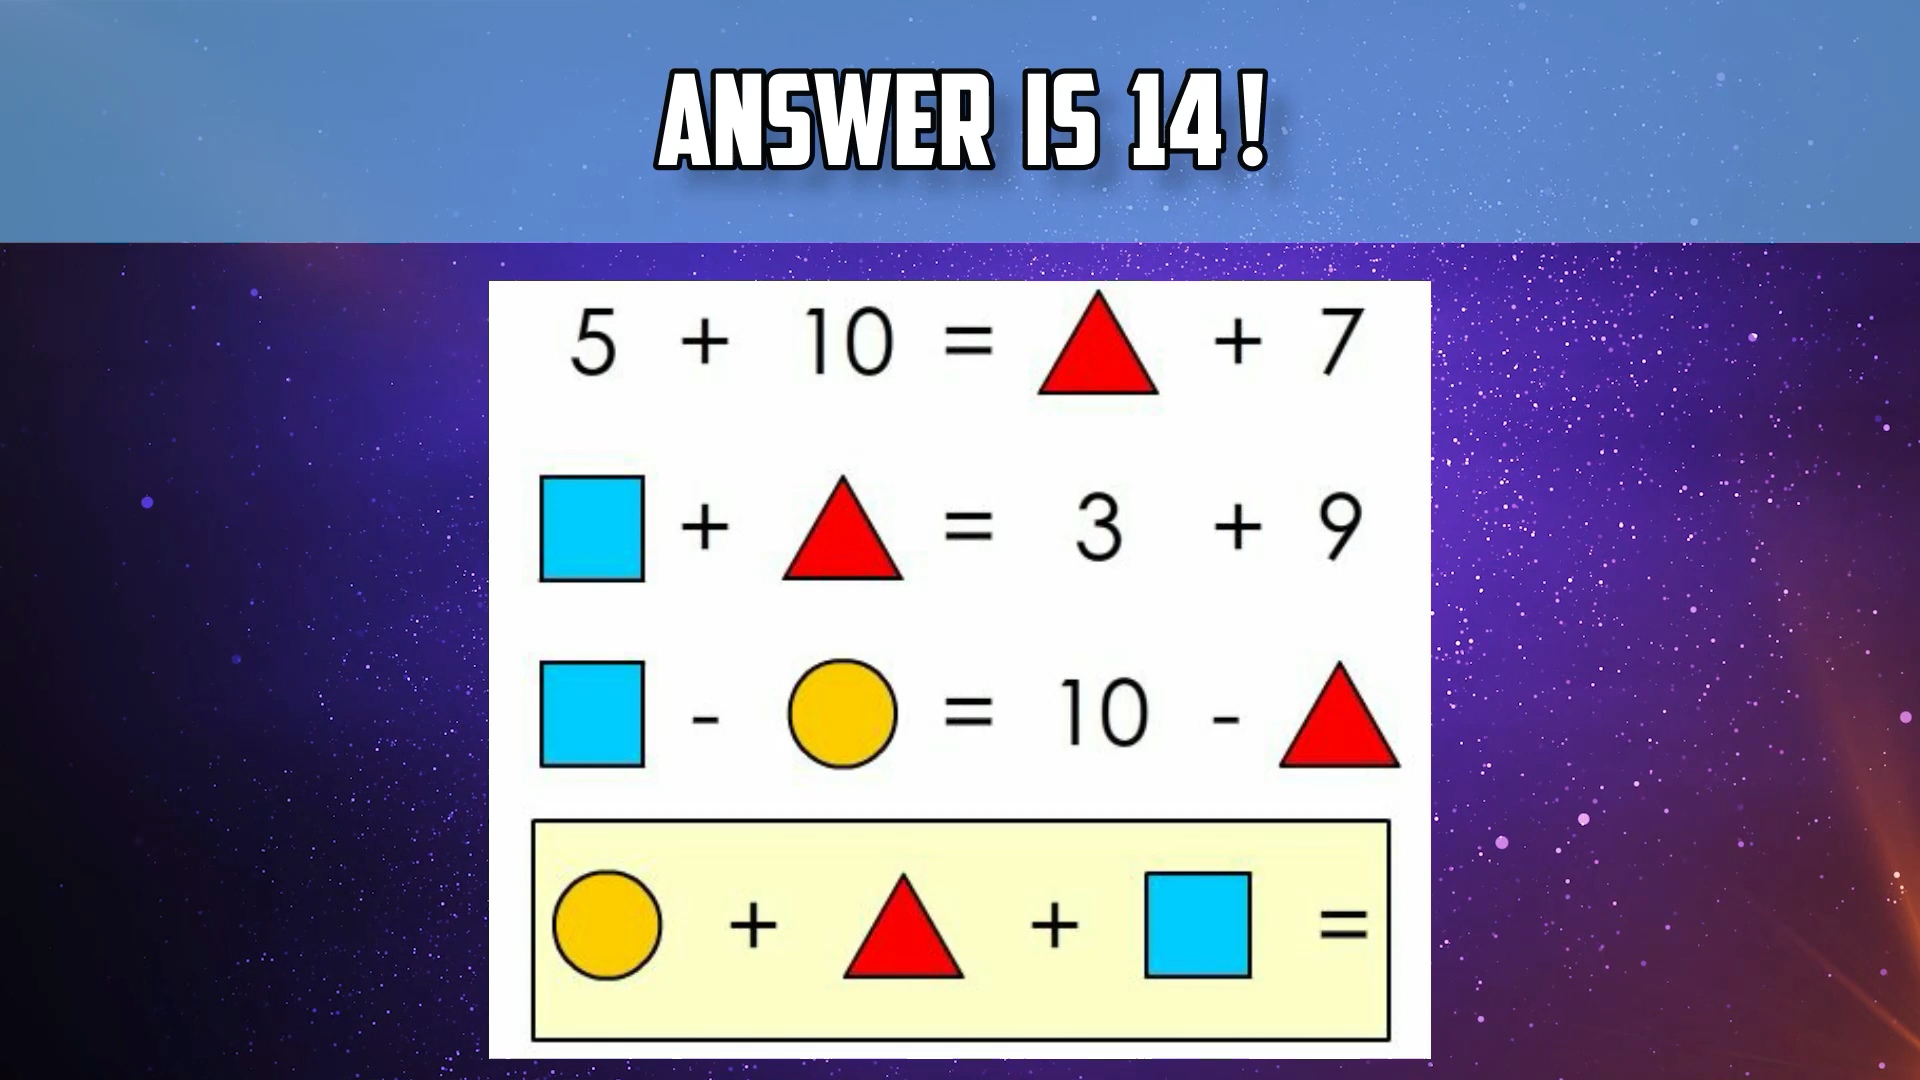 ANSWER IS 14!
5 + 10 = + 7
+ = 3 + 9
- = 10 -
+ + =